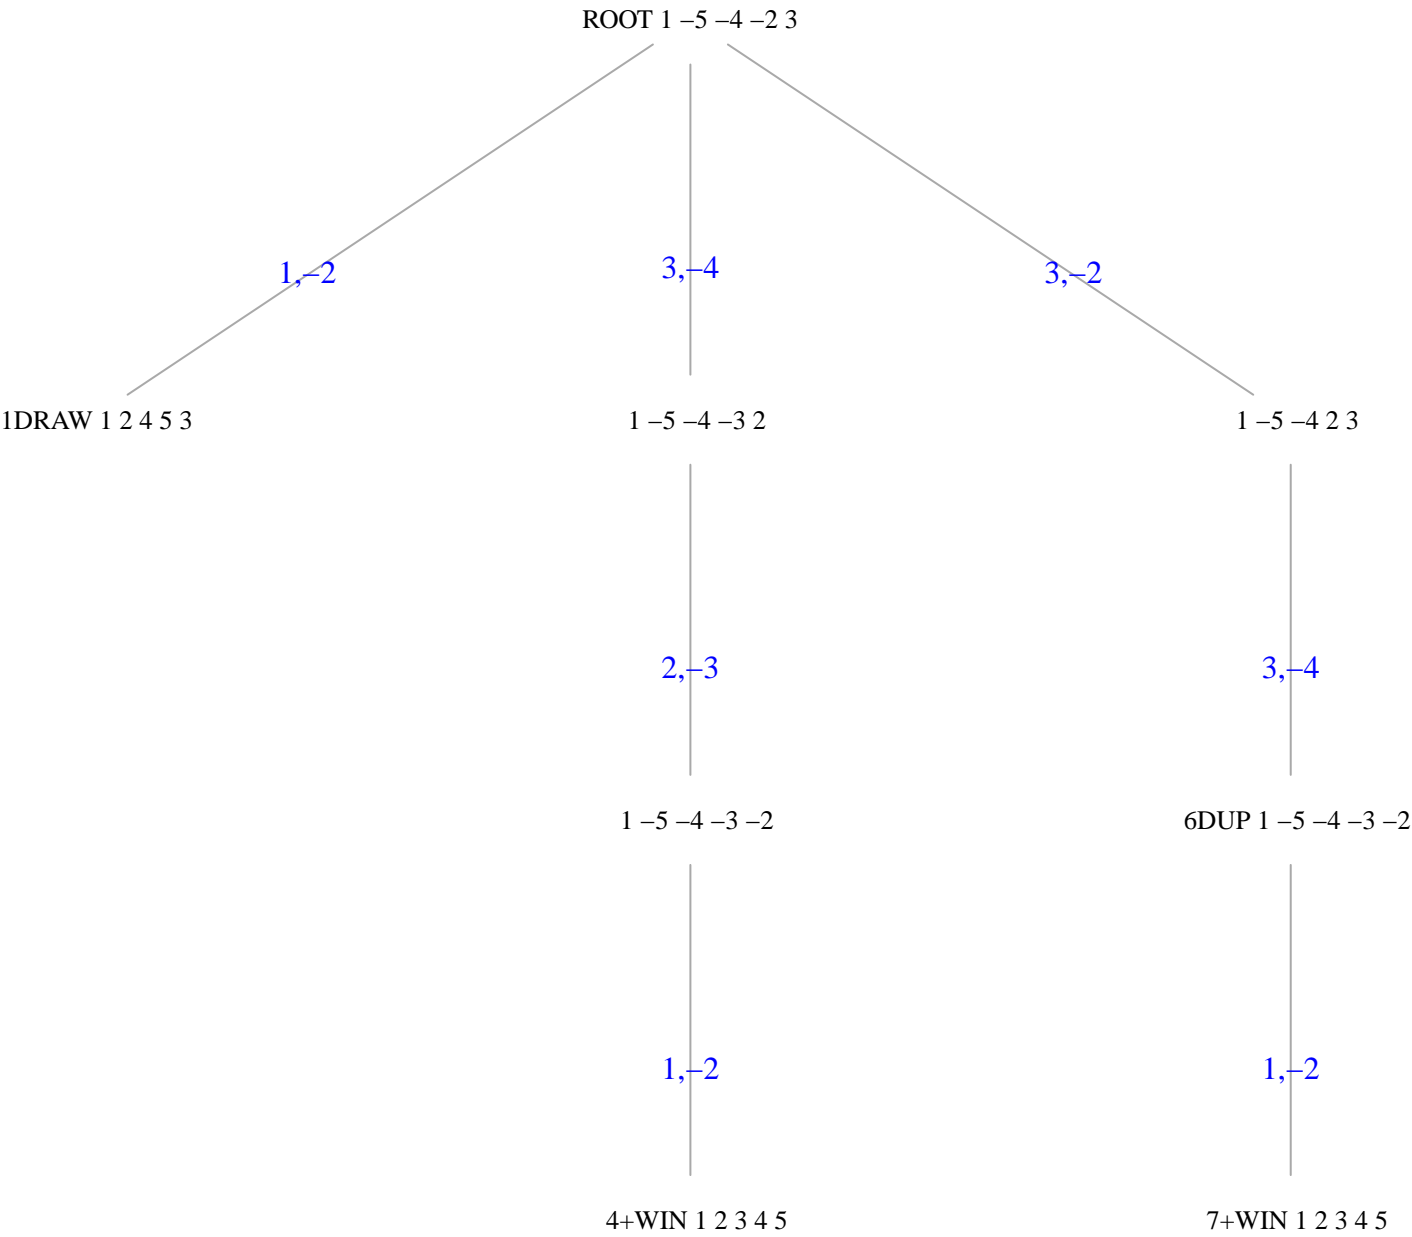 ROOT 1 –5 –4 –2 3
1,–2
3,–4
3,–2
1DRAW 1 2 4 5 3
1 –5 –4 –3 2
1 –5 –4 2 3
2,–3
3,–4
1 –5 –4 –3 –2
6DUP 1 –5 –4 –3 –2
1,–2
1,–2
4+WIN 1 2 3 4 5
7+WIN 1 2 3 4 5